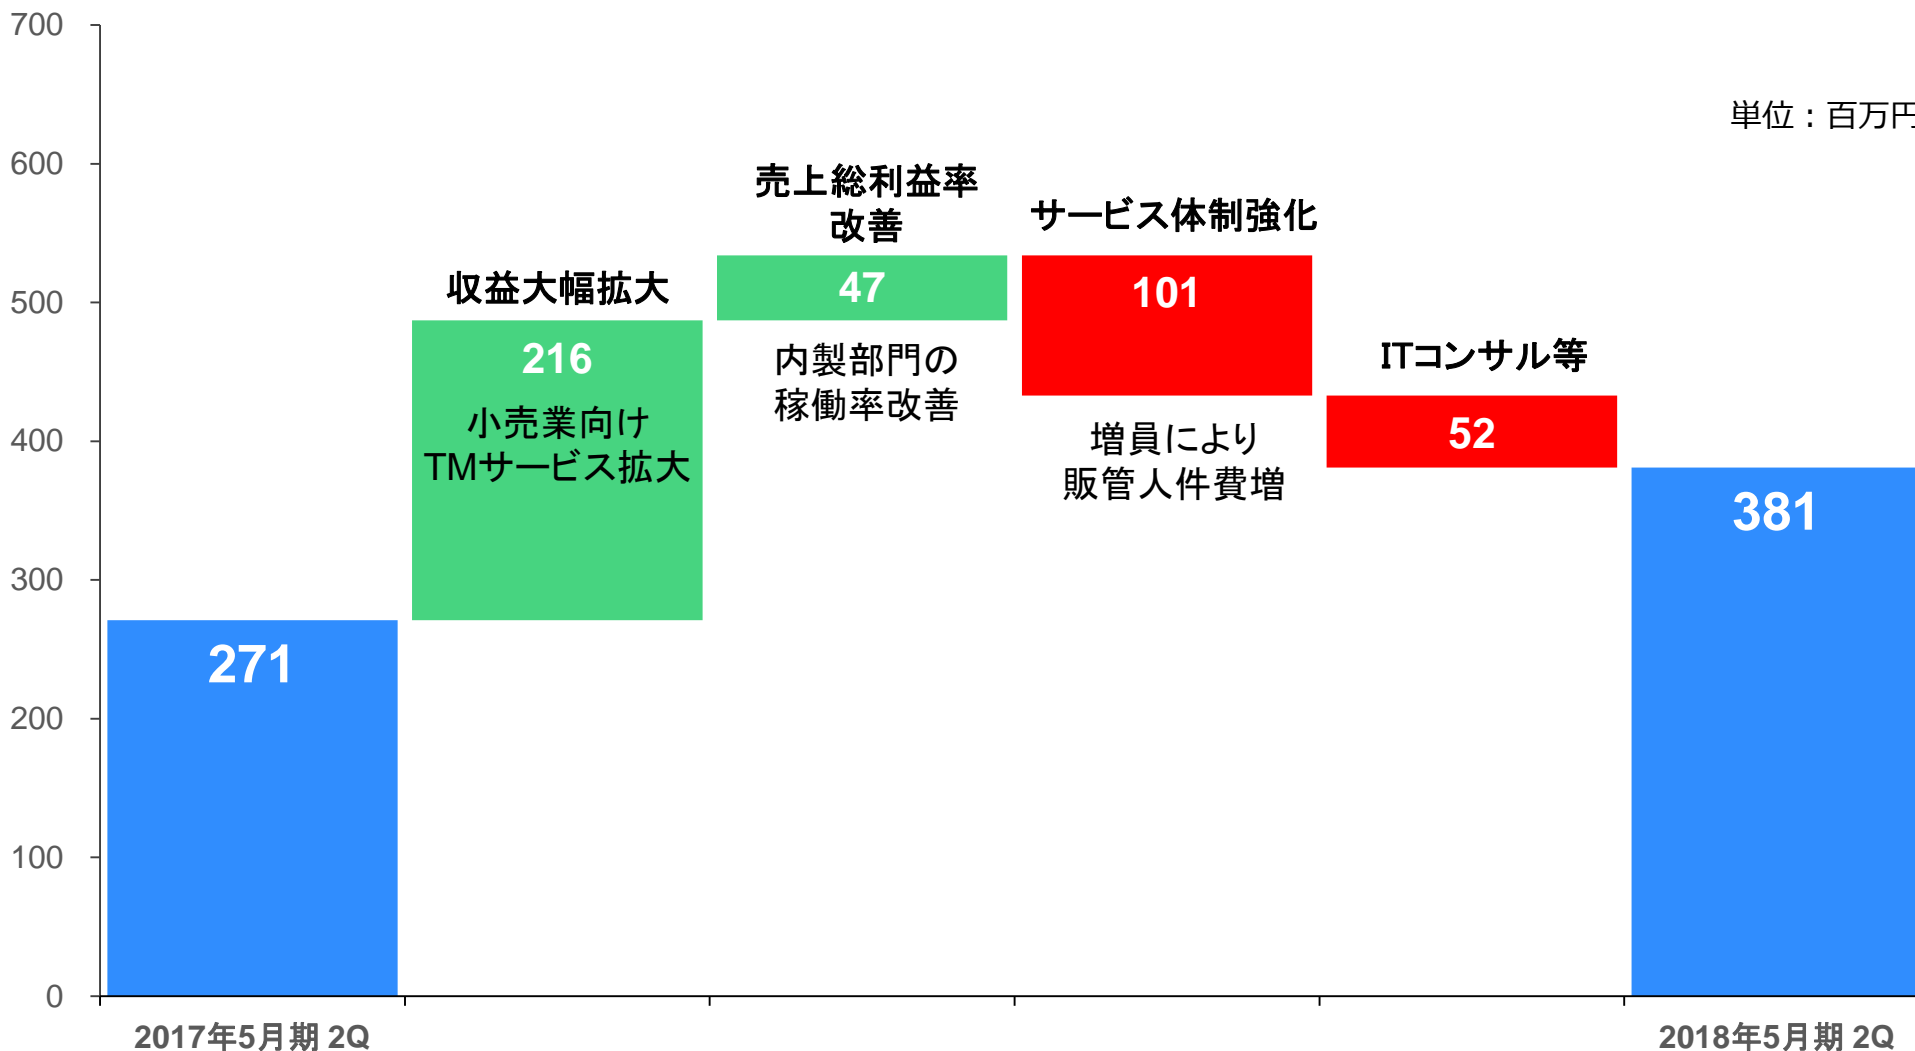 700
単位：百万円
600
売上総利益率
改善
サービス体制強化
収益大幅拡大
47
101
500
216
内製部門の
稼働率改善
ITコンサル等
小売業向け
TMサービス拡大
増員により
販管人件費増
52
400
381
300
271
200
100
0
2017年5月期 2Q
2018年5月期 2Q